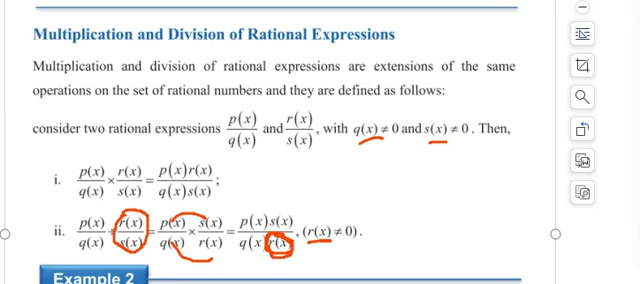 Multiplication and Division of Rational Expressions
Multiplication and division of rational expressions are extensions of the same
operations on the set of rational numbers and they are defined as follows:
consider two rational expressions p(x)/q(x) and r(x)/s(x), with q(x) ≠ 0 and s(x) ≠ 0. Then,
i. p(x)/q(x) × r(x)/s(x) = p(x)r(x)/q(x)s(x);
ii. p(x)/q(x) ÷ r(x)/s(x) = p(x)/q(x) × s(x)/r(x) = p(x)s(x)/q(x)r(x), (r(x) ≠ 0).
Example 2